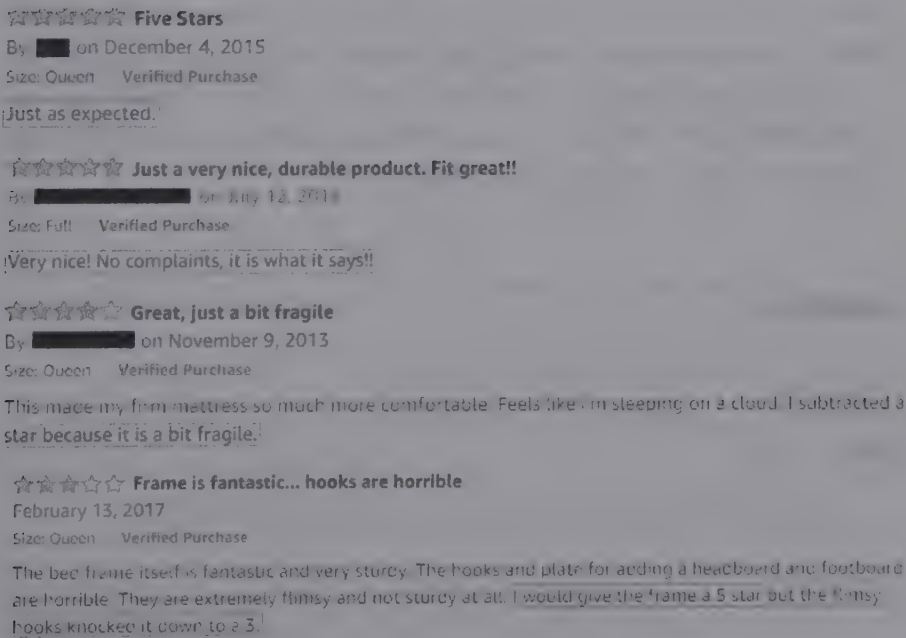 Five Stars
By on December 4, 2015
Size: Queen Verified Purchase
Just as expected.
Just a very nice, durable product. Fit great!!
By on July 12, 2014
Size: Full Verified Purchase
Very nice! No complaints, it is what it says!!
Great, just a bit fragile
By on November 9, 2013
Size: Queen Verified Purchase
This made my firm mattress so much more comfortable. Feels like i'm sleeping on a cloud. I subtracted a
star because it is a bit fragile.
Frame is fantastic... hooks are horrible
February 13, 2017
Size: Queen Verified Purchase
The bed frame itself is fantastic and very sturdy. The hooks and plate for adding a headboard and footboard
are horrible. They are extremely flimsy and not sturdy at all. I would give the frame a 5 star but the flimsy
hooks knocked it down to a 3.